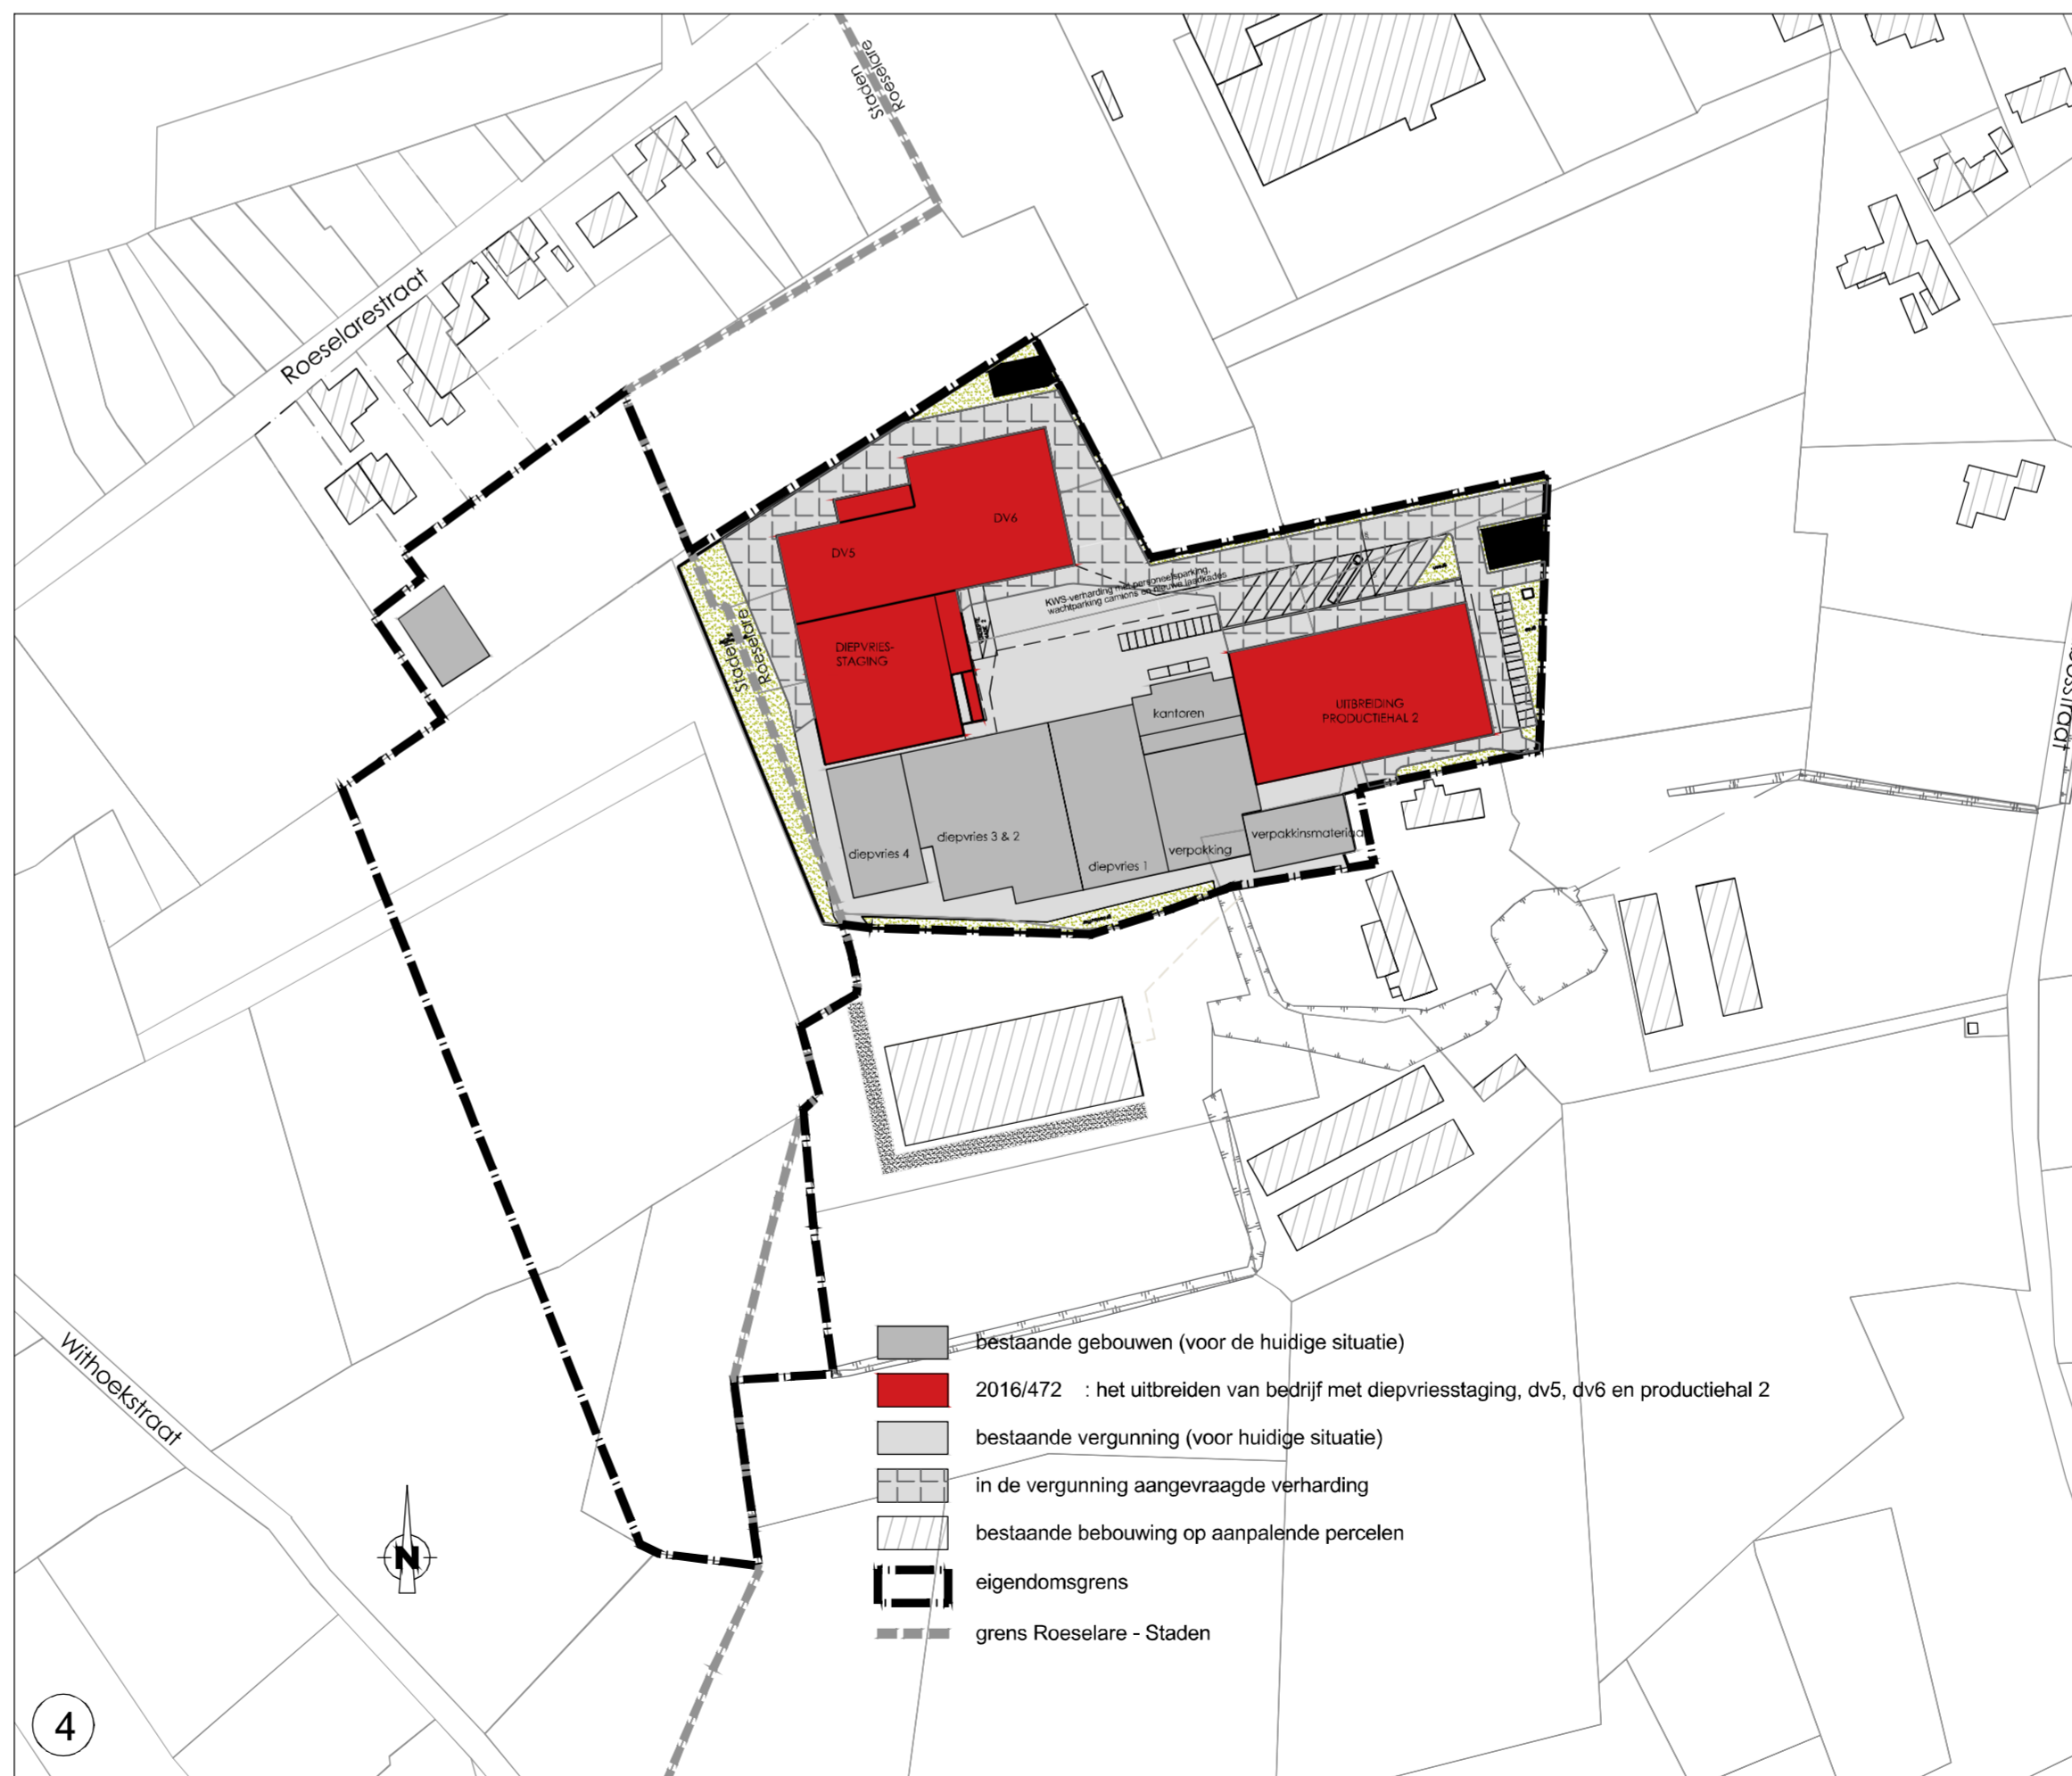 Staden
Roeselare
Roeselarestraat
DV6
DV5
KWS-verharding met personeelsparking,
wachtparking camions en nieuwe laadkades
Staden
Roeselare
DIEPVRIES-
STAGING
UITBREIDING
PRODUCTIEHAL 2
kantoren
diepvries 4
diepvries 3 & 2
diepvries 1
verpakking
verpakkinsmateriaal
bestaande gebouwen (voor de huidige situatie)
2016/472 : het uitbreiden van bedrijf met diepvriesstaging, dv5, dv6 en productiehal 2
bestaande vergunning (voor huidige situatie)
in de vergunning aangevraagde verharding
bestaande bebouwing op aanpalende percelen
eigendomsgrens
grens Roeselare - Staden
Withoekstraat
N
4